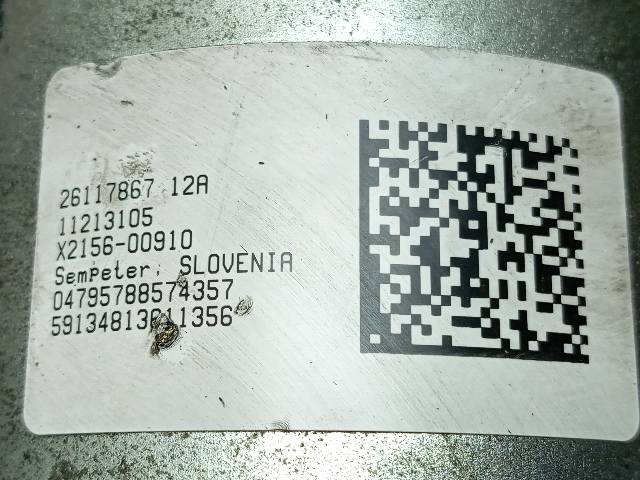 26117867 12A
11213105
X2156-00910
SemPeter, SLOVENIA
04795788574357